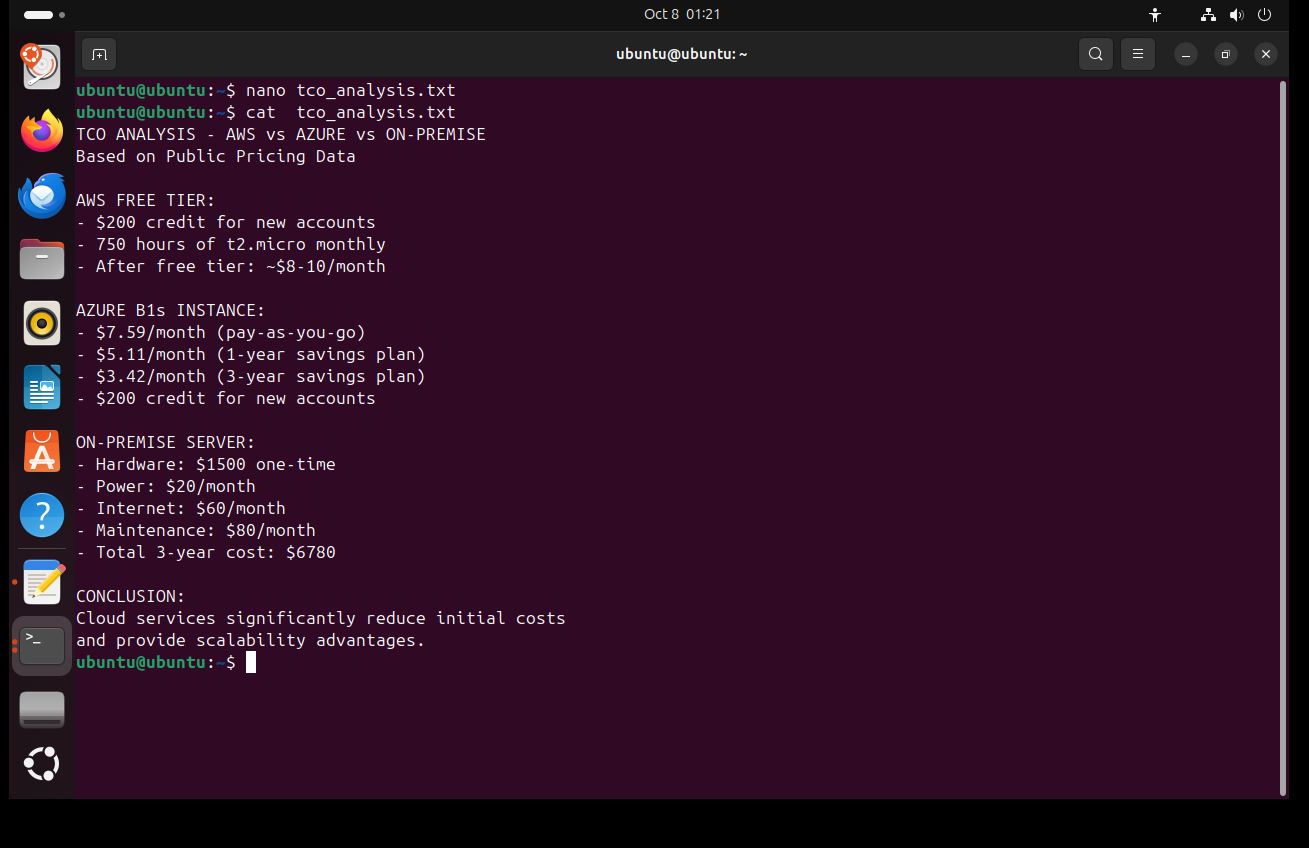 Oct 8 01:21
ubuntu@ubuntu: ~
ubuntu@ubuntu:~$ nano tco_analysis.txt
ubuntu@ubuntu:~$ cat  tco_analysis.txt
TCO ANALYSIS - AWS vs AZURE vs ON-PREMISE
Based on Public Pricing Data
AWS FREE TIER:
- $200 credit for new accounts
- 750 hours of t2.micro monthly
- After free tier: ~$8-10/month
AZURE B1s INSTANCE:
- $7.59/month (pay-as-you-go)
- $5.11/month (1-year savings plan)
- $3.42/month (3-year savings plan)
- $200 credit for new accounts
ON-PREMISE SERVER:
- Hardware: $1500 one-time
- Power: $20/month
- Internet: $60/month
- Maintenance: $80/month
- Total 3-year cost: $6780
CONCLUSION:
Cloud services significantly reduce initial costs
and provide scalability advantages.
ubuntu@ubuntu:~$